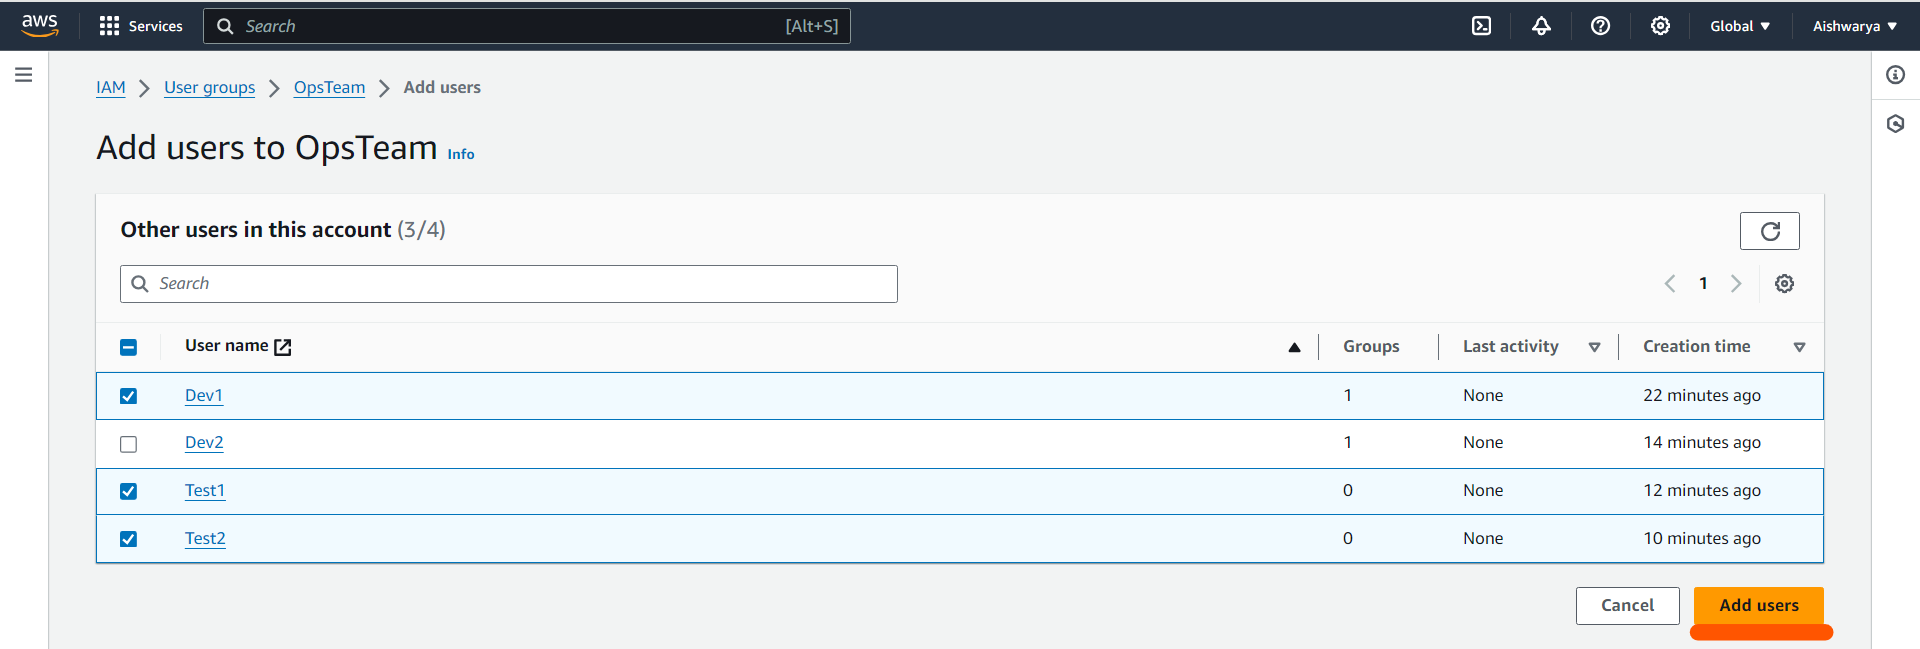 aws Services Search [Alt+S] Global Aishwarya
IAM User groups OpsTeam Add users
Add users to OpsTeam Info
Other users in this account (3/4)
Search 1
User name Groups Last activity Creation time
Dev1 1 None 22 minutes ago
Dev2 1 None 14 minutes ago
Test1 0 None 12 minutes ago
Test2 0 None 10 minutes ago
Cancel Add users